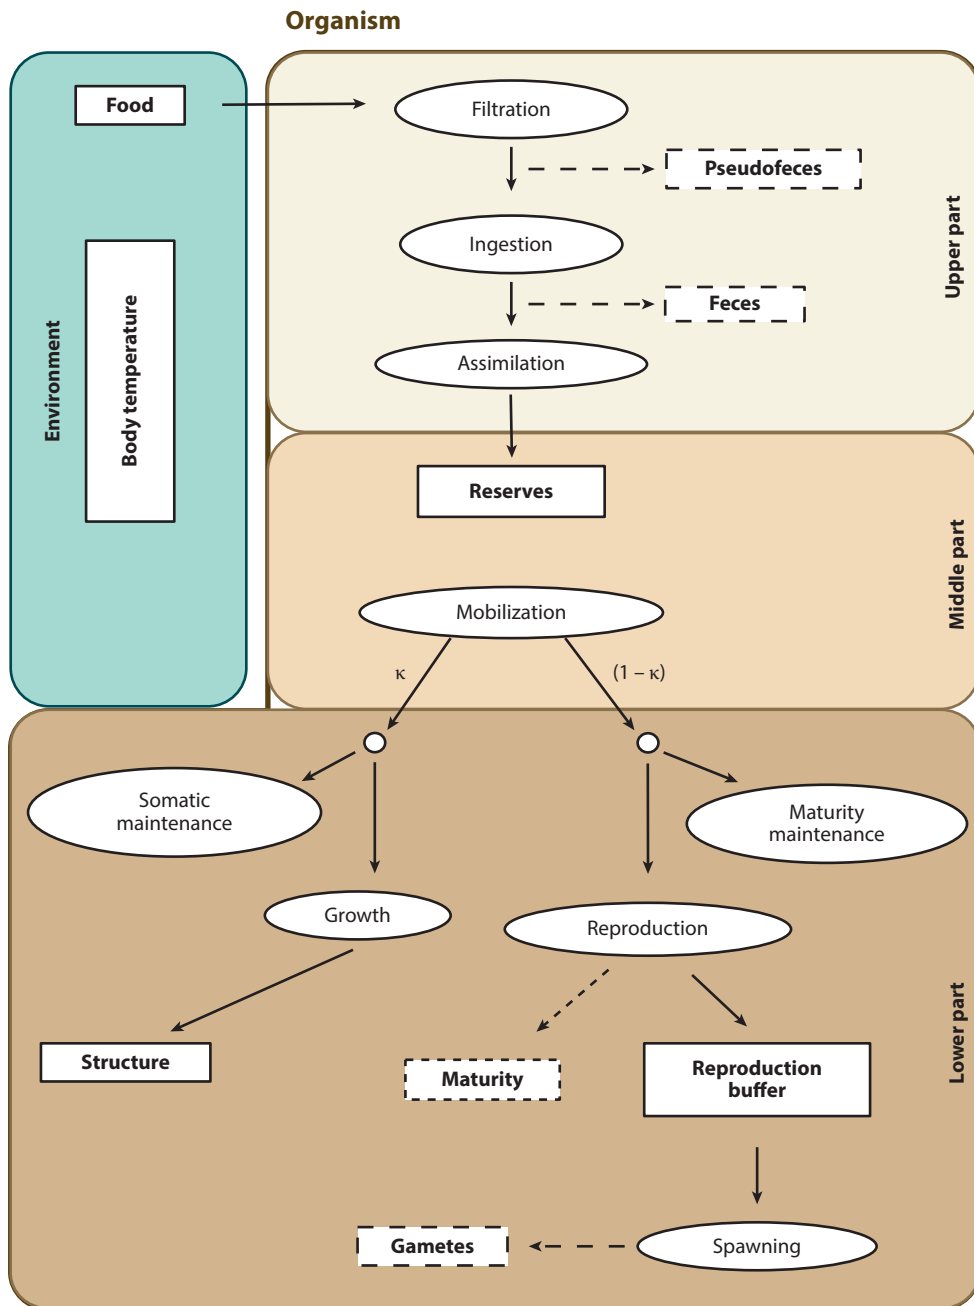 Organism
Food
Filtration
Pseudofeces
Ingestion
Upper part
Feces
Body temperature
Environment
Assimilation
Reserves
Middle part
Mobilization
κ
(1 – κ)
Somatic
maintenance
Maturity
maintenance
Growth
Reproduction
Lower part
Structure
Maturity
Reproduction
buffer
Gametes
Spawning